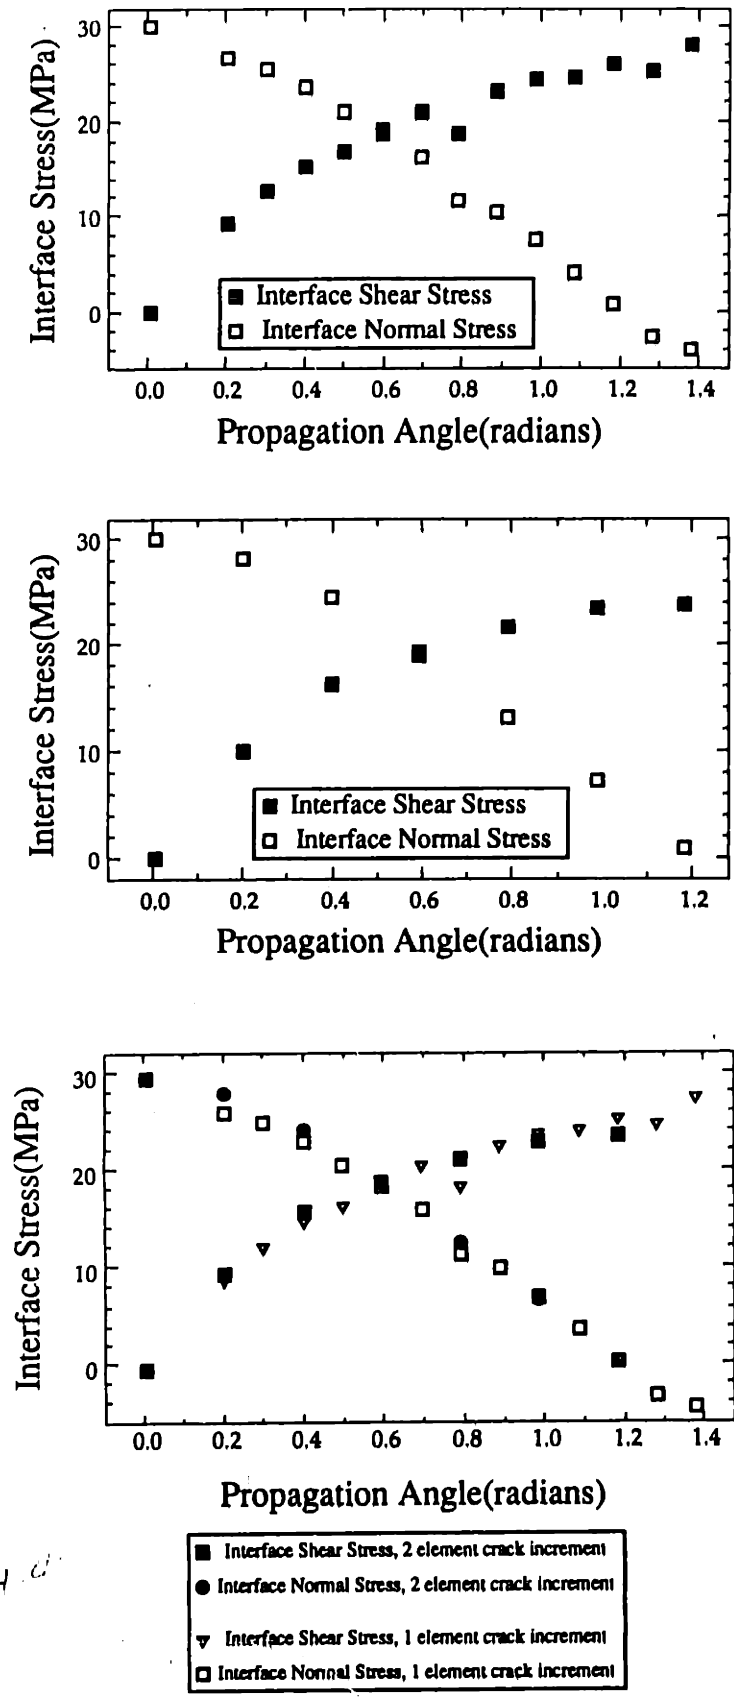 Interface Stress(MPa)
30
20
10
0
Interface Shear Stress
Interface Normal Stress
0.0 0.2 0.4 0.6 0.8 1.0 1.2 1.4
Propagation Angle(radians)
Interface Stress(MPa)
30
20
10
0
Interface Shear Stress
Interface Normal Stress
0.0 0.2 0.4 0.6 0.8 1.0 1.2
Propagation Angle(radians)
Interface Stress(MPa)
30
20
10
0
0.0 0.2 0.4 0.6 0.8 1.0 1.2 1.4
Propagation Angle(radians)
Interface Shear Stress, 2 element crack increment
Interface Normal Stress, 2 element crack increment
Interface Shear Stress, 1 element crack increment
Interface Normal Stress, 1 element crack increment